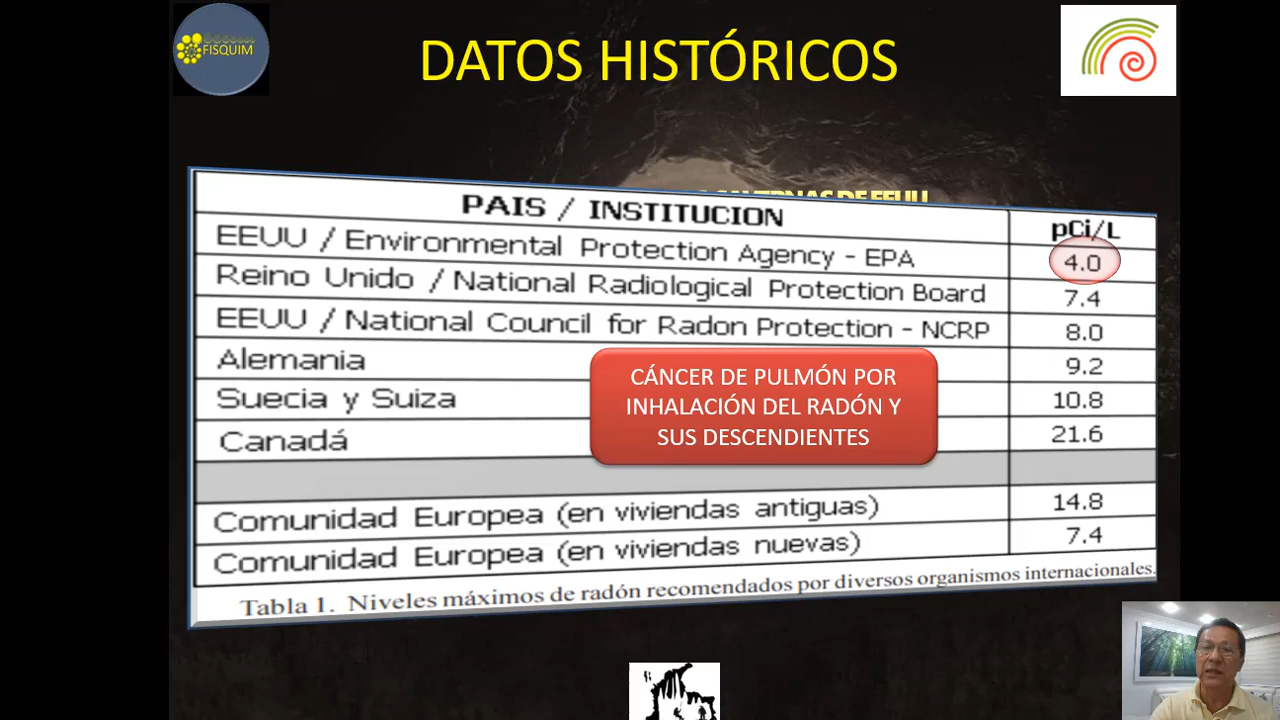 FISQUIM
DATOS HISTÓRICOS
DE EEUU
PAIS / INSTITUCION
pCi/L
EEUU / Environmental Protection Agency - EPA
4.0
Reino Unido / National Radiological Protection Board
7.4
EEUU / National Council for Radon Protection - NCRP
8.0
Alemania
9.2
Suecia y Suiza
10.8
Canadá
21.6
CÁNCER DE PULMÓN POR
INHALACIÓN DEL RADÓN Y
SUS DESCENDIENTES
Comunidad Europea (en viviendas antiguas)
14.8
Comunidad Europea (en viviendas nuevas)
7.4
Tabla 1. Niveles máximos de radón recomendados por diversos organismos internacionales.